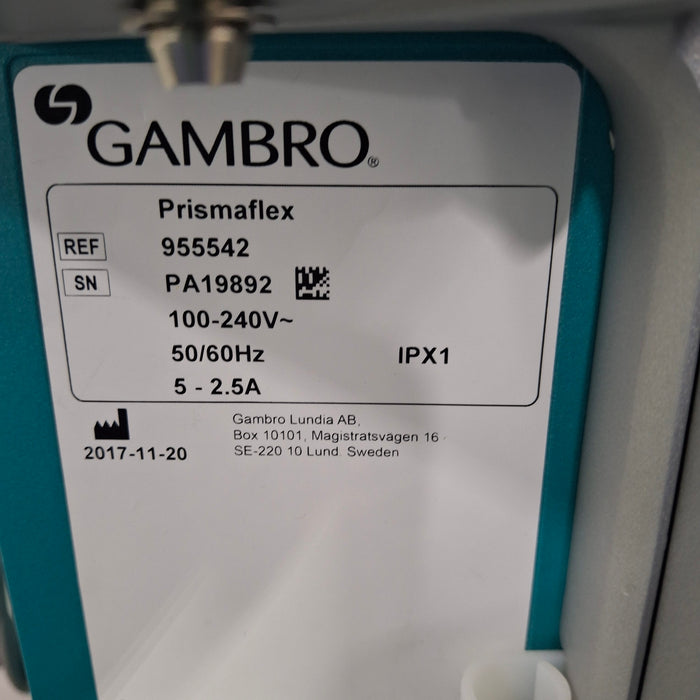 GAMBRO®
Prismaflex
REF 955542
SN PA19892
100-240V~
50/60Hz IPX1
5 - 2.5A
2017-11-20
Gambro Lundia AB,
Box 10101, Magistratsvägen 16
SE-220 10 Lund Sweden